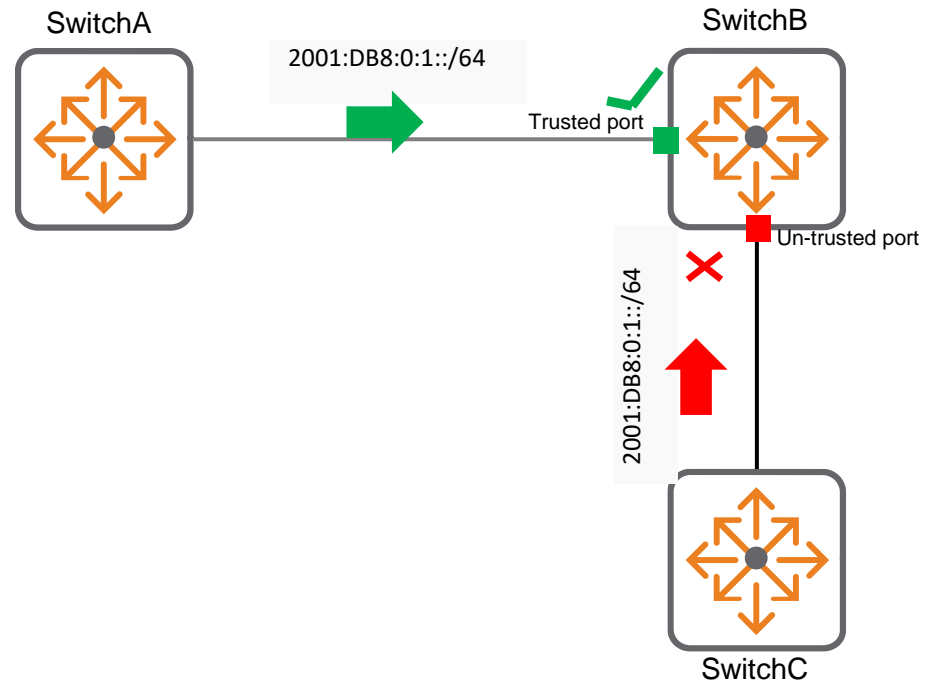 SwitchA
SwitchB
2001:DB8:0:1::/64
Trusted port
Un-trusted port
2001:DB8:0:1::/64
SwitchC